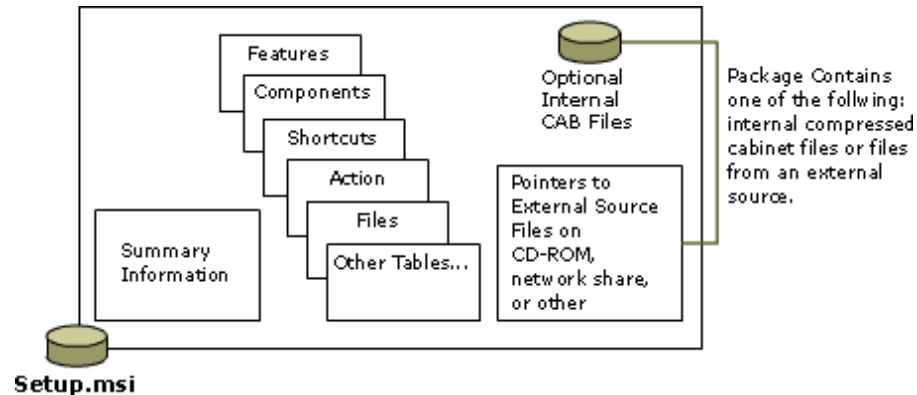 Features
Components
Shortcuts
Action
Files
Other Tables...
Summary
Information
Optional
Internal
CAB Files
Pointers to
External Source
Files on
CD-ROM,
network share,
or other
Package Contains
one of the follwing:
internal compressed
cabinet files or files
from an external
source.
Setup.msi